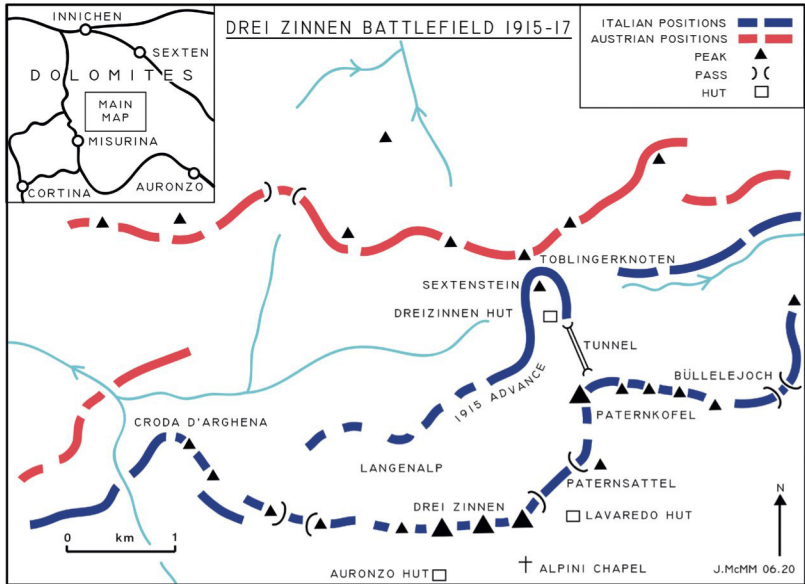 DREI ZINNEN BATTLEFIELD 1915-17
INNICHEN
SEXTEN
DOLOMITES
MAIN
MAP
MISURINA
CORTINA
AURONZO
ITALIAN POSITIONS
AUSTRIAN POSITIONS
PEAK
PASS
HUT
TOBLINGERKNOTEN
SEXTENSTEIN
DREIZINNEN HUT
TUNNEL
1915 ADVANCE
BÜLLELEJOCH
PATERNKOFEL
CRODA D'ARGHENA
LANGENALP
PATERNSATTEL
DREI ZINNEN
LAVAREDO HUT
N
0 km 1
AURONZO HUT
ALPINI CHAPEL
J.McMM 06.20